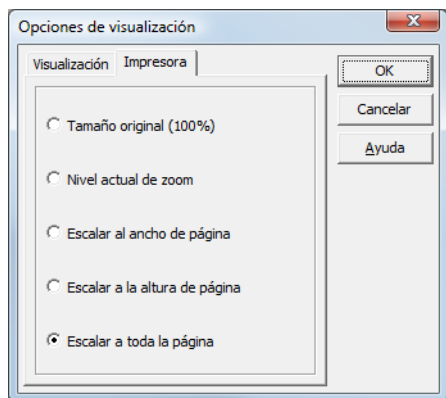 Opciones de visualización
Visualización
Impresora
OK
Cancelar
Ayuda
Tamaño original (100%)
Nivel actual de zoom
Escalar al ancho de página
Escalar a la altura de página
Escalar a toda la página